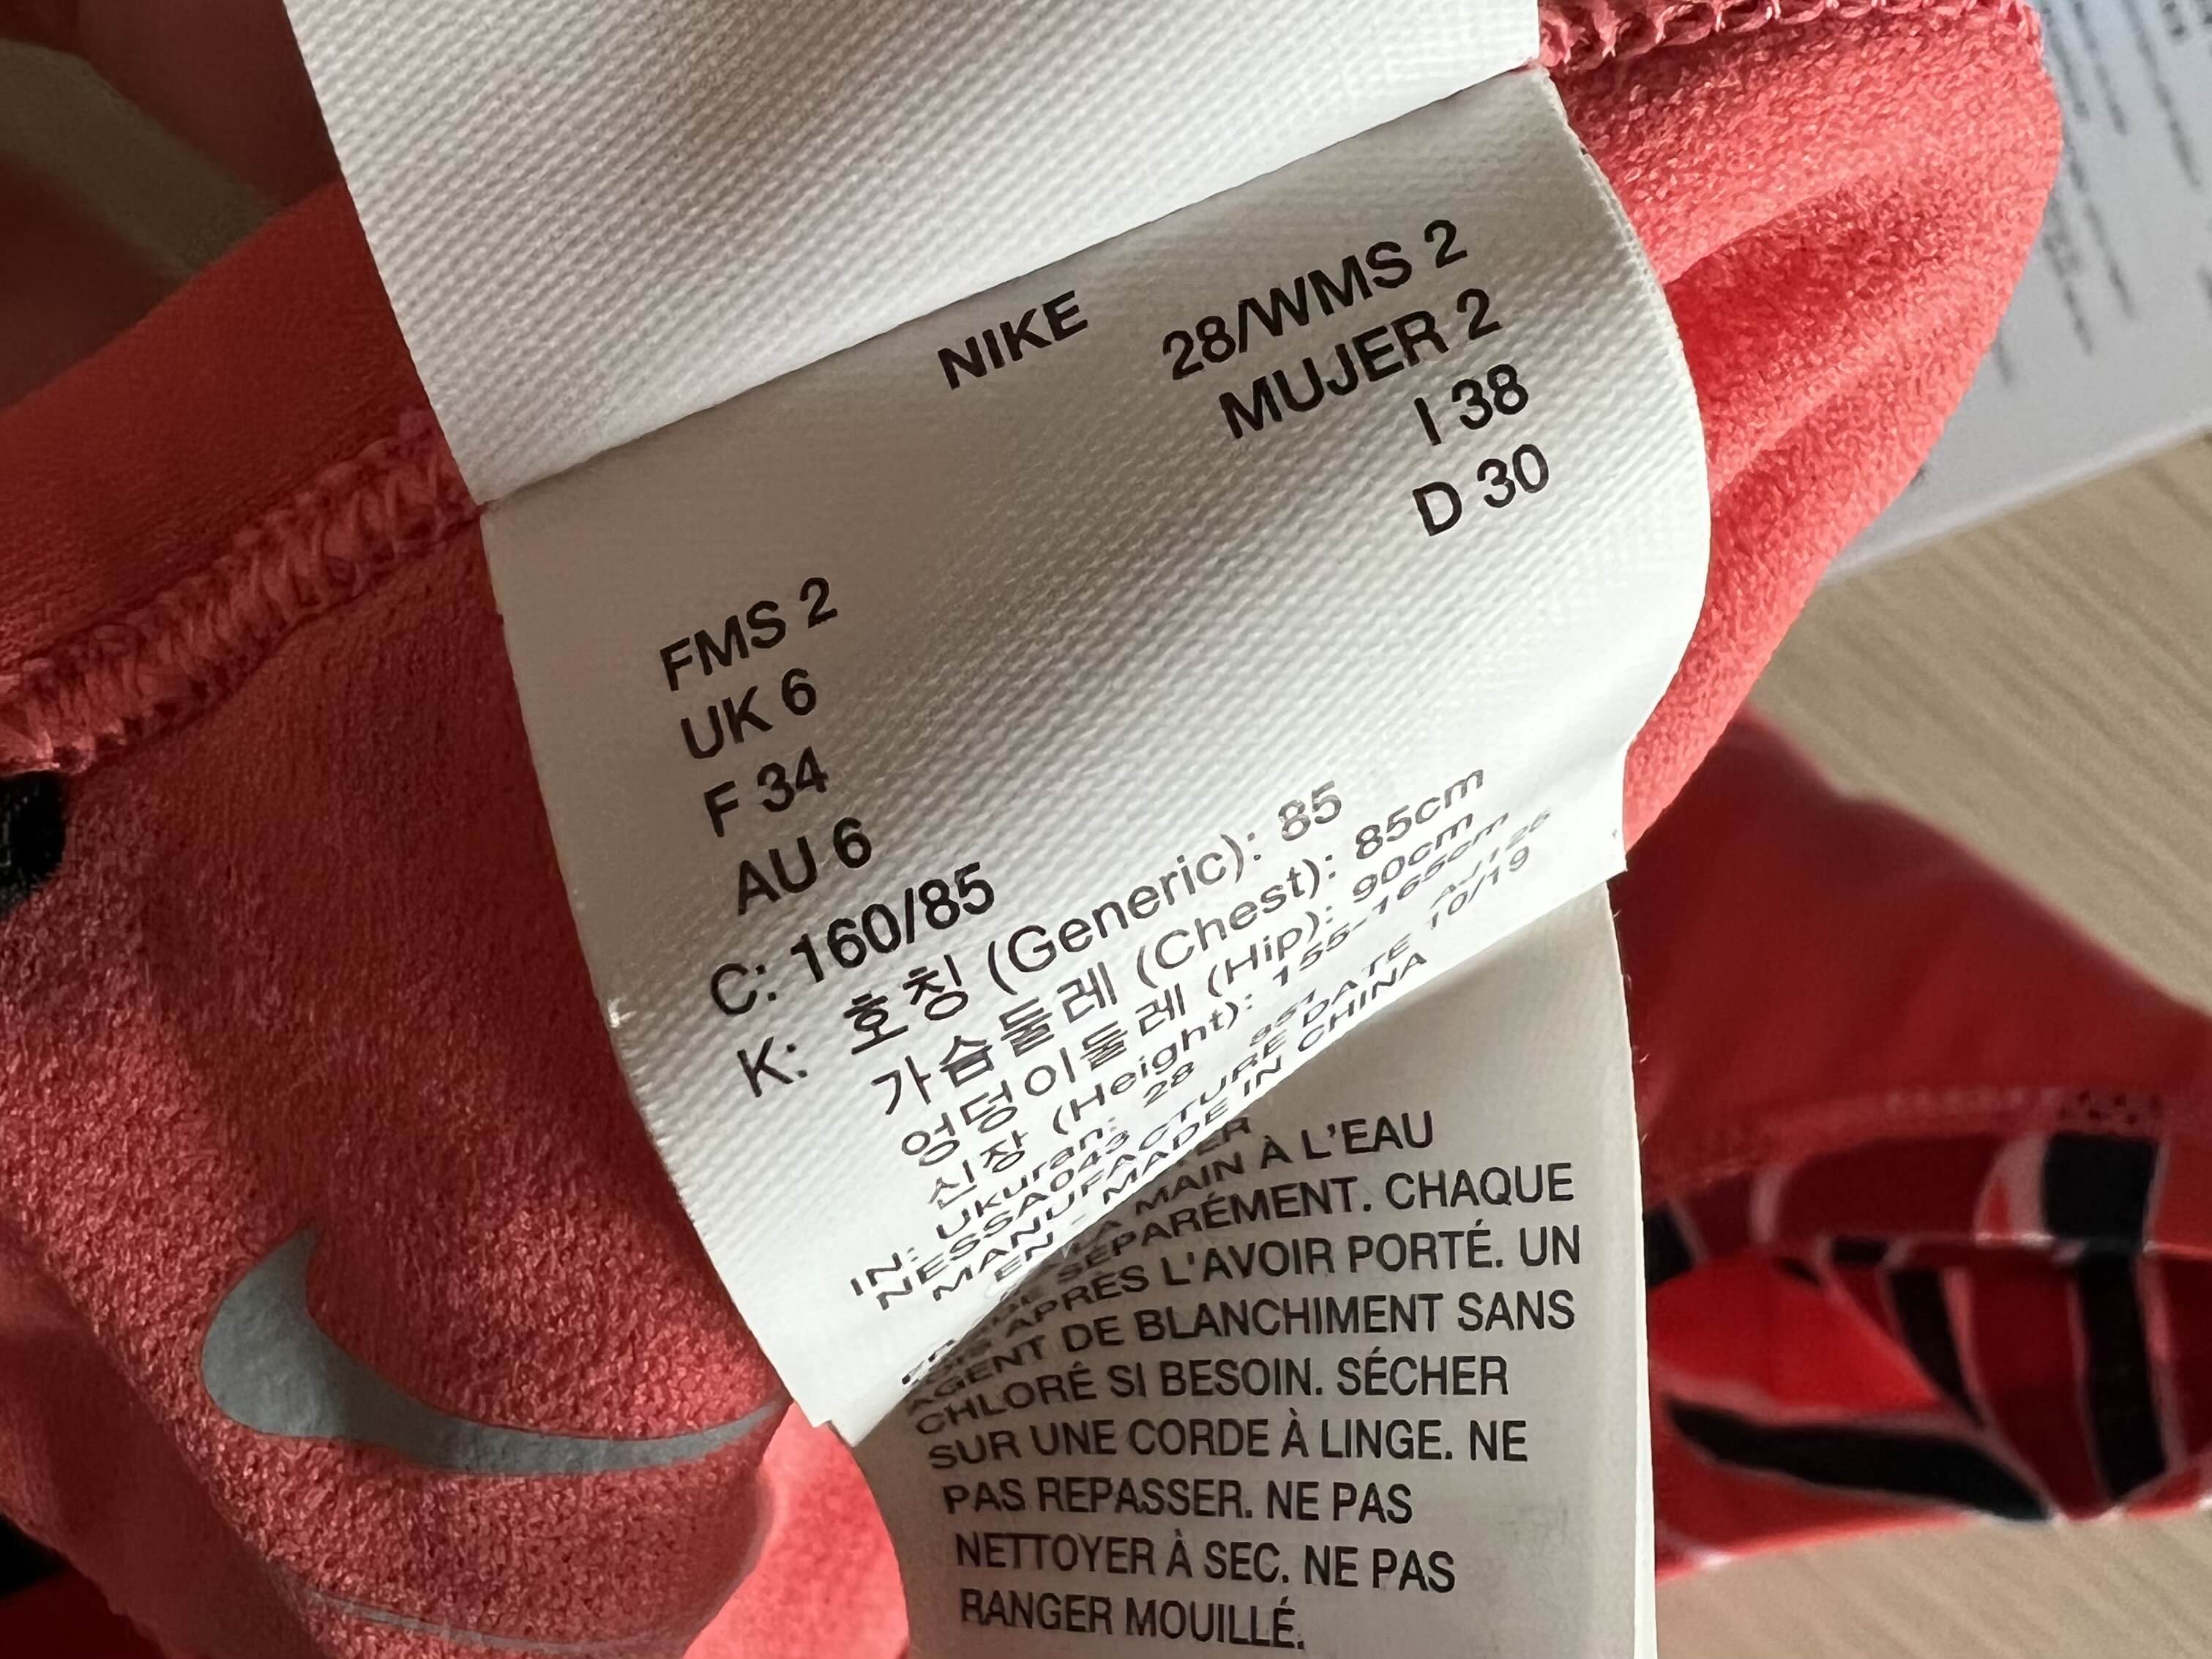 NIKE 28/WMS 2
MUJER 2
I 38
D 30
FMS 2
UK 6
F 34
AU 6
C: 160/85
K: 호칭 (Generic): 85
가슴둘레 (Chest): 85cm
엉덩이둘레 (Hip): 90cm
신장 (Height): 155-165cm
IN: Ukuran: 28
NESSA043
MANUFACTURE DATE 10/19
MADE IN CHINA
MAIN À L'EAU
SÉPARÉMENT. CHAQUE
APRÈS L'AVOIR PORTÉ. UN
AGENT DE BLANCHIMENT SANS
CHLORÉ SI BESOIN. SÉCHER
SUR UNE CORDE À LINGE. NE
PAS REPASSER. NE PAS
NETTOYER À SEC. NE PAS
RANGER MOUILLÉ.